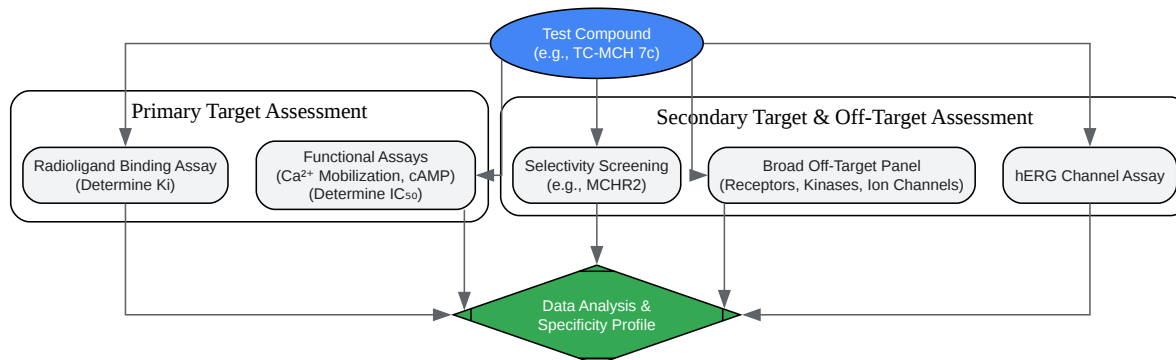 Test Compound
(e.g., TC-MCH 7c)
Primary Target Assessment
Secondary Target & Off-Target Assessment
Radioligand Binding Assay
(Determine Ki)
Functional Assays
(Ca²⁺ Mobilization, cAMP)
(Determine IC₅₀)
Selectivity Screening
(e.g., MCHR2)
Broad Off-Target Panel
(Receptors, Kinases, Ion Channels)
hERG Channel Assay
Data Analysis &
Specificity Profile